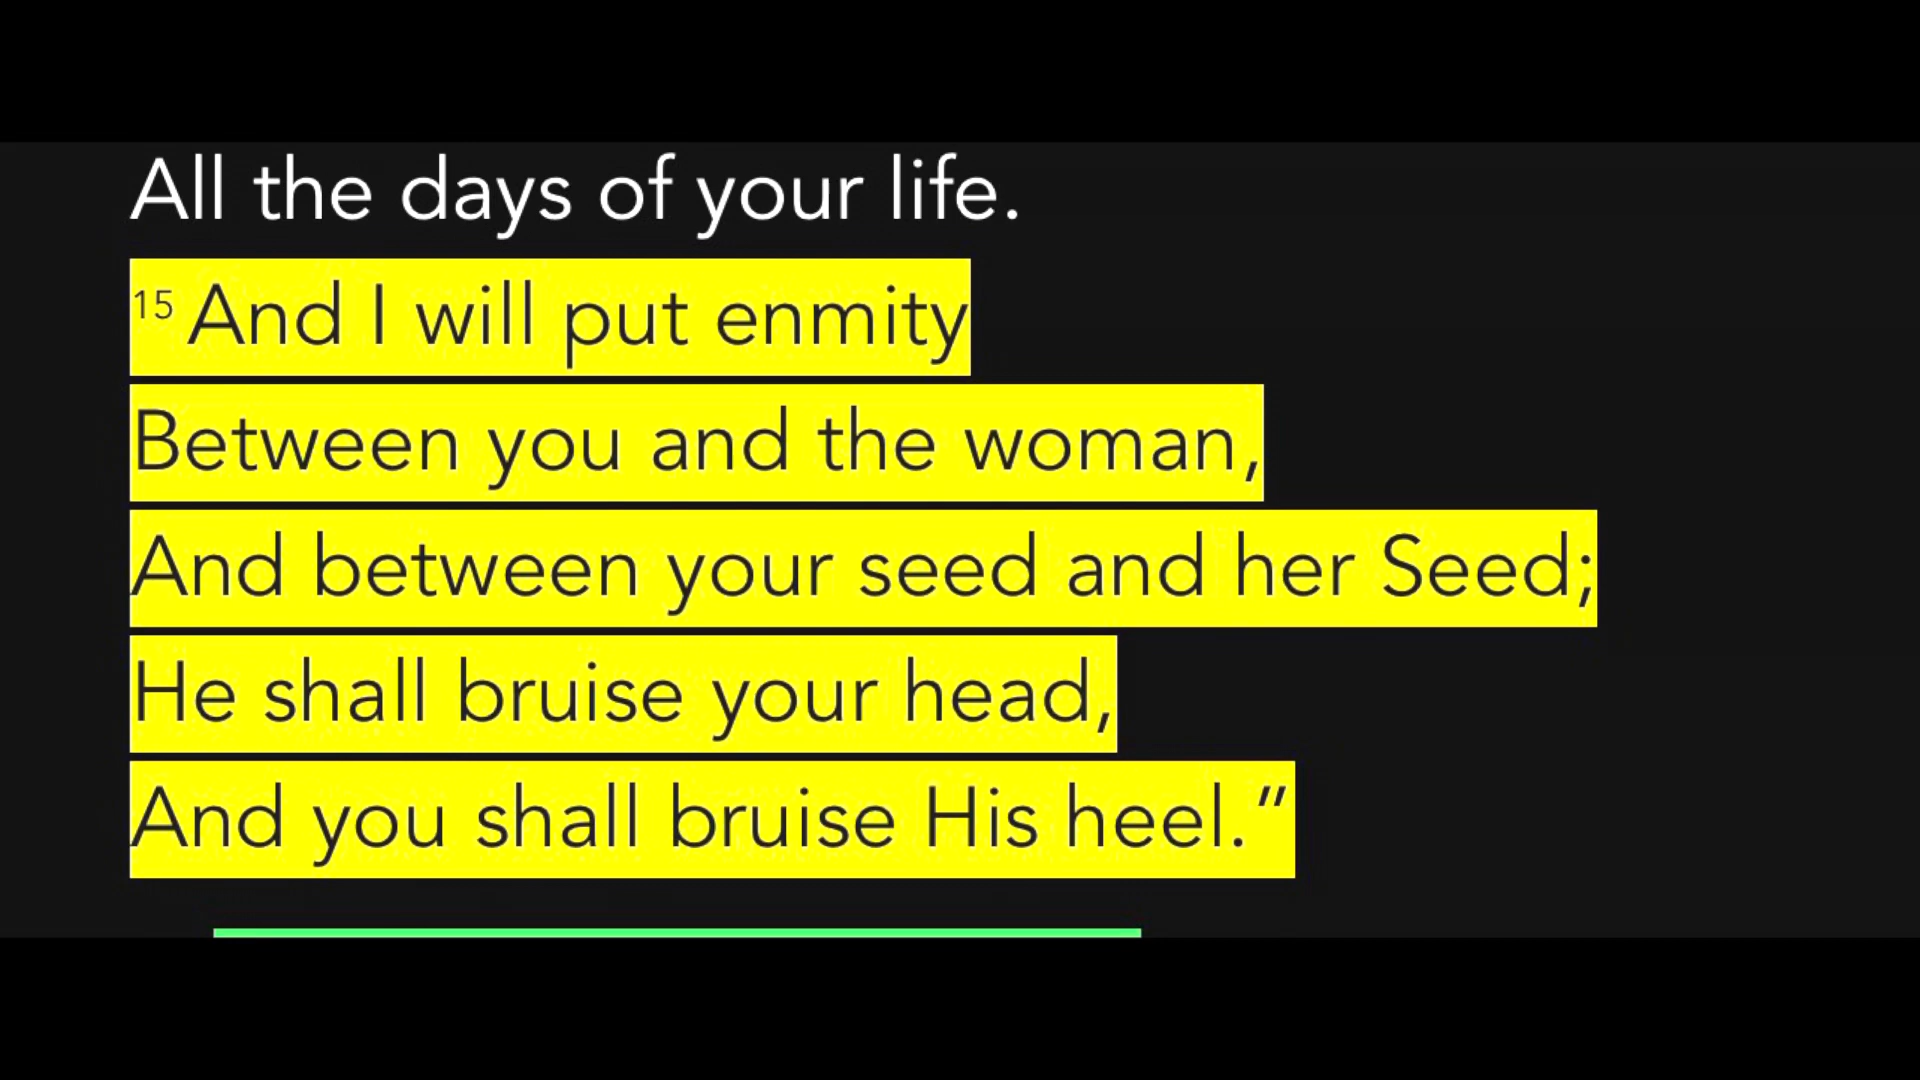 All the days of your life.
15 And I will put enmity
Between you and the woman,
And between your seed and her Seed;
He shall bruise your head,
And you shall bruise His heel.”